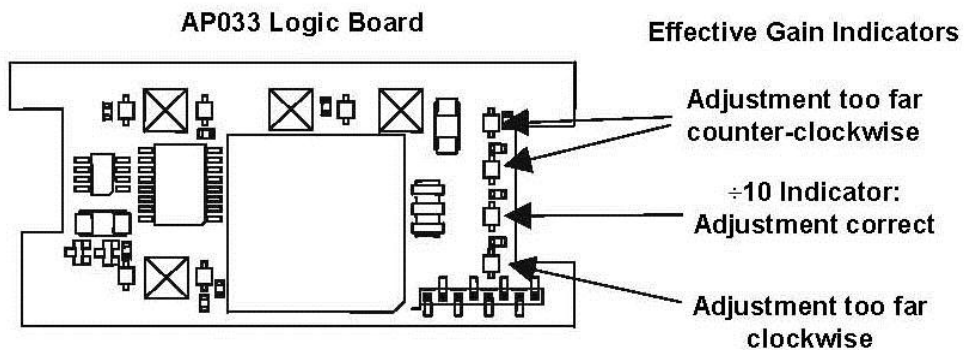 AP033 Logic Board
Effective Gain Indicators
Adjustment too far
counter-clockwise
÷10 Indicator:
Adjustment correct
Adjustment too far
clockwise